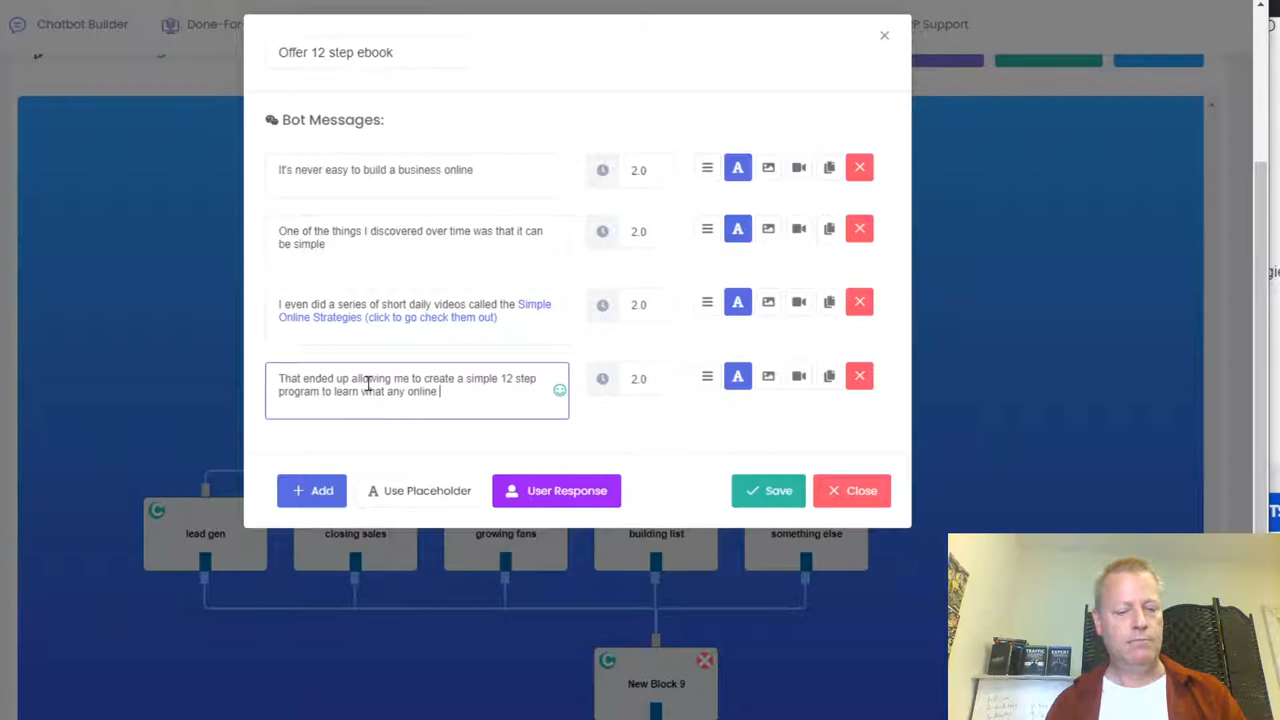 Chatbot Builder
Done-For-
P Support
Offer 12 step ebook
Bot Messages:
It's never easy to build a business online
2.0
One of the things I discovered over time was that it can
be simple
2.0
I even did a series of short daily videos called the Simple
Online Strategies (click to go check them out)
2.0
That ended up allowing me to create a simple 12 step
program to learn what any online
2.0
+ Add
A Use Placeholder
User Response
Save
Close
lead gen
closing sales
growing fans
building list
something else
New Block 9
TRAFFIC
EXPERT